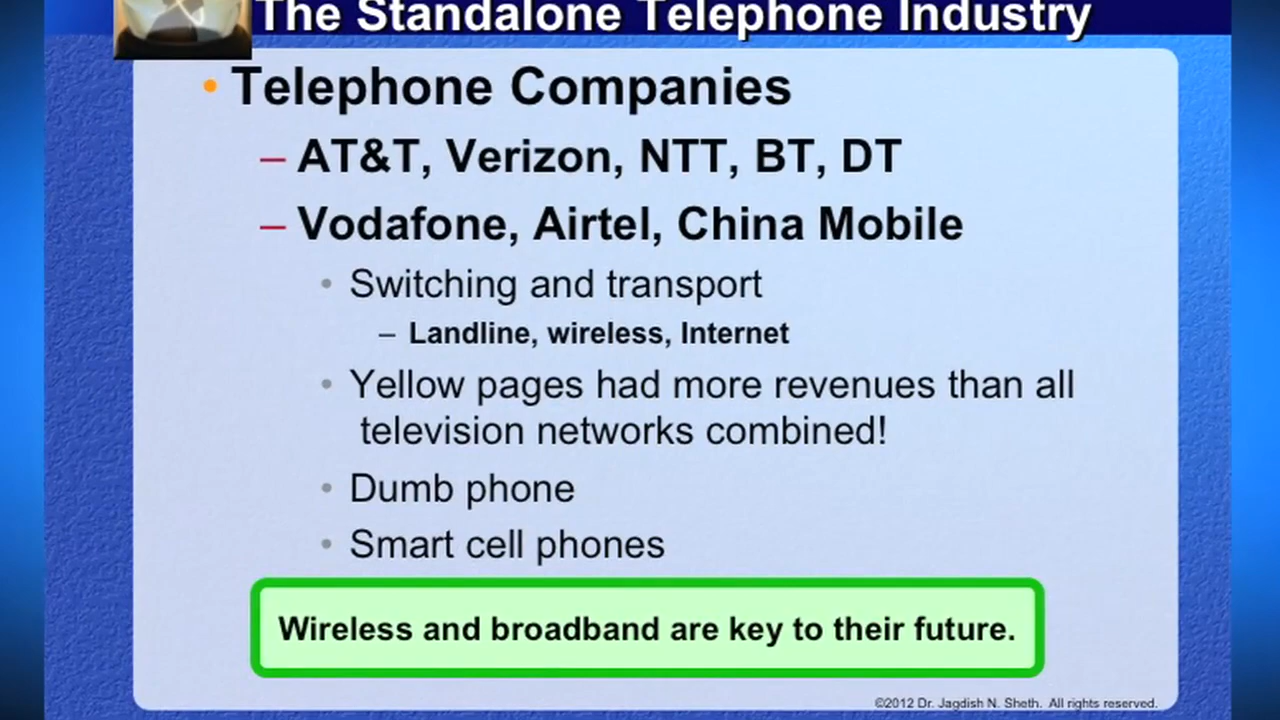 The Standalone Telephone Industry
• Telephone Companies
– AT&T, Verizon, NTT, BT, DT
– Vodafone, Airtel, China Mobile
• Switching and transport
– Landline, wireless, Internet
• Yellow pages had more revenues than all
television networks combined!
• Dumb phone
• Smart cell phones
Wireless and broadband are key to their future.
©2012 Dr. Jagdish N. Sheth. All rights reserved.